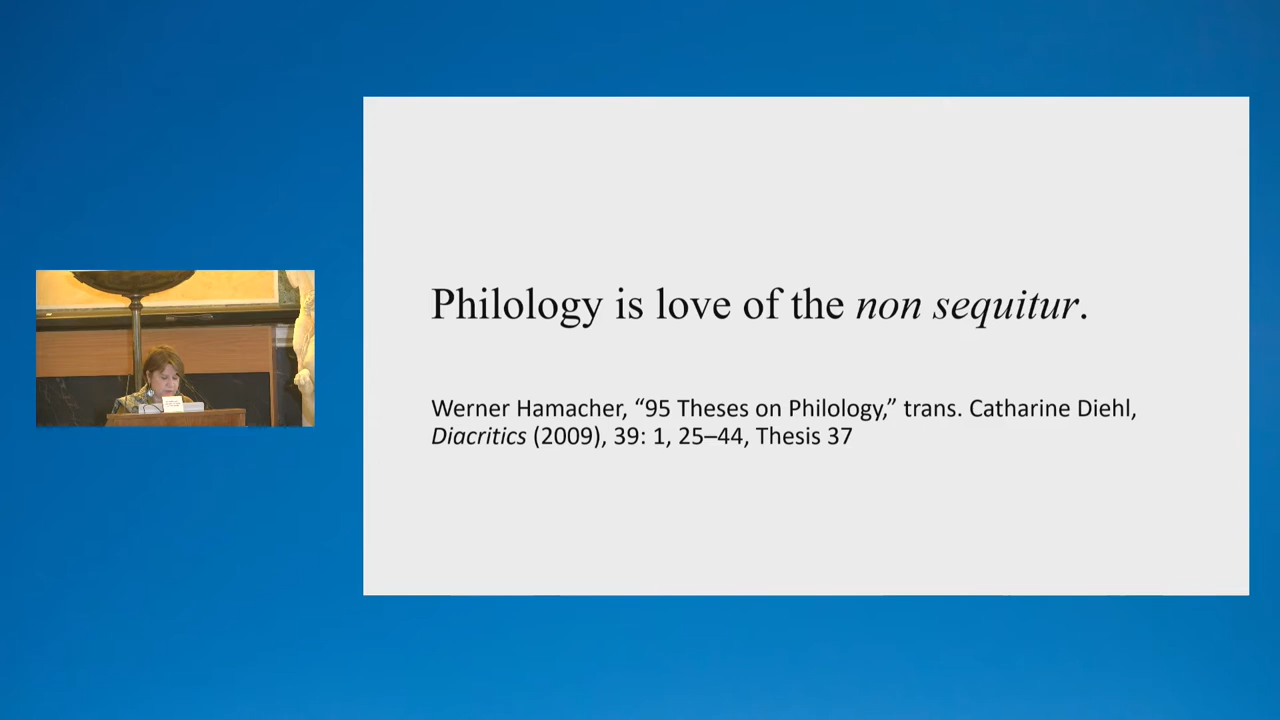 Philology is love of the non sequitur.
Werner Hamacher, “95 Theses on Philology,” trans. Catharine Diehl,
Diacritics (2009), 39: 1, 25–44, Thesis 37